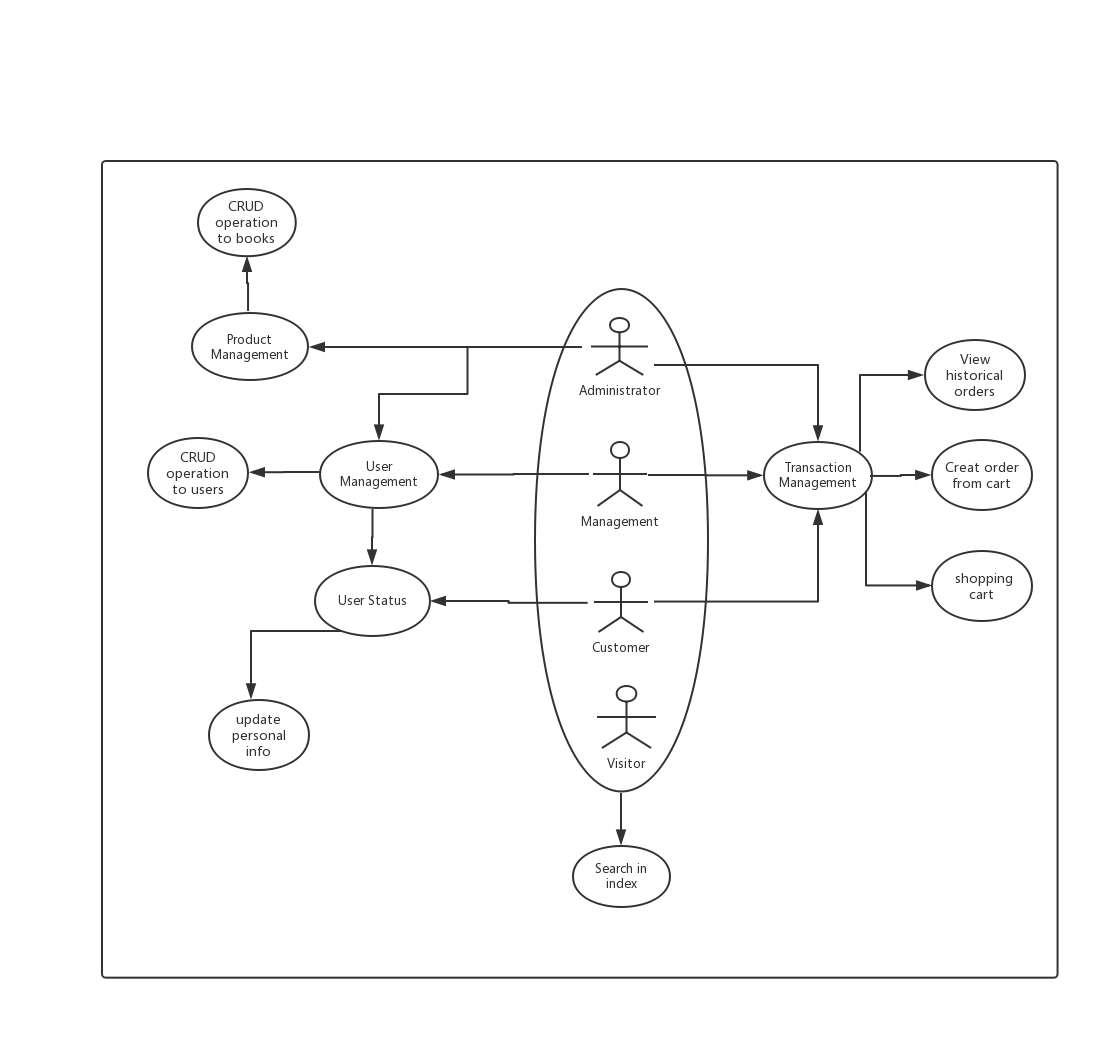 CRUD
operation
to books
Product
Management
Administrator
View
historical
orders
CRUD
operation
to users
User
Management
Management
Transaction
Management
Creat order
from cart
User Status
Customer
shopping
cart
update
personal
info
Visitor
Search in
index